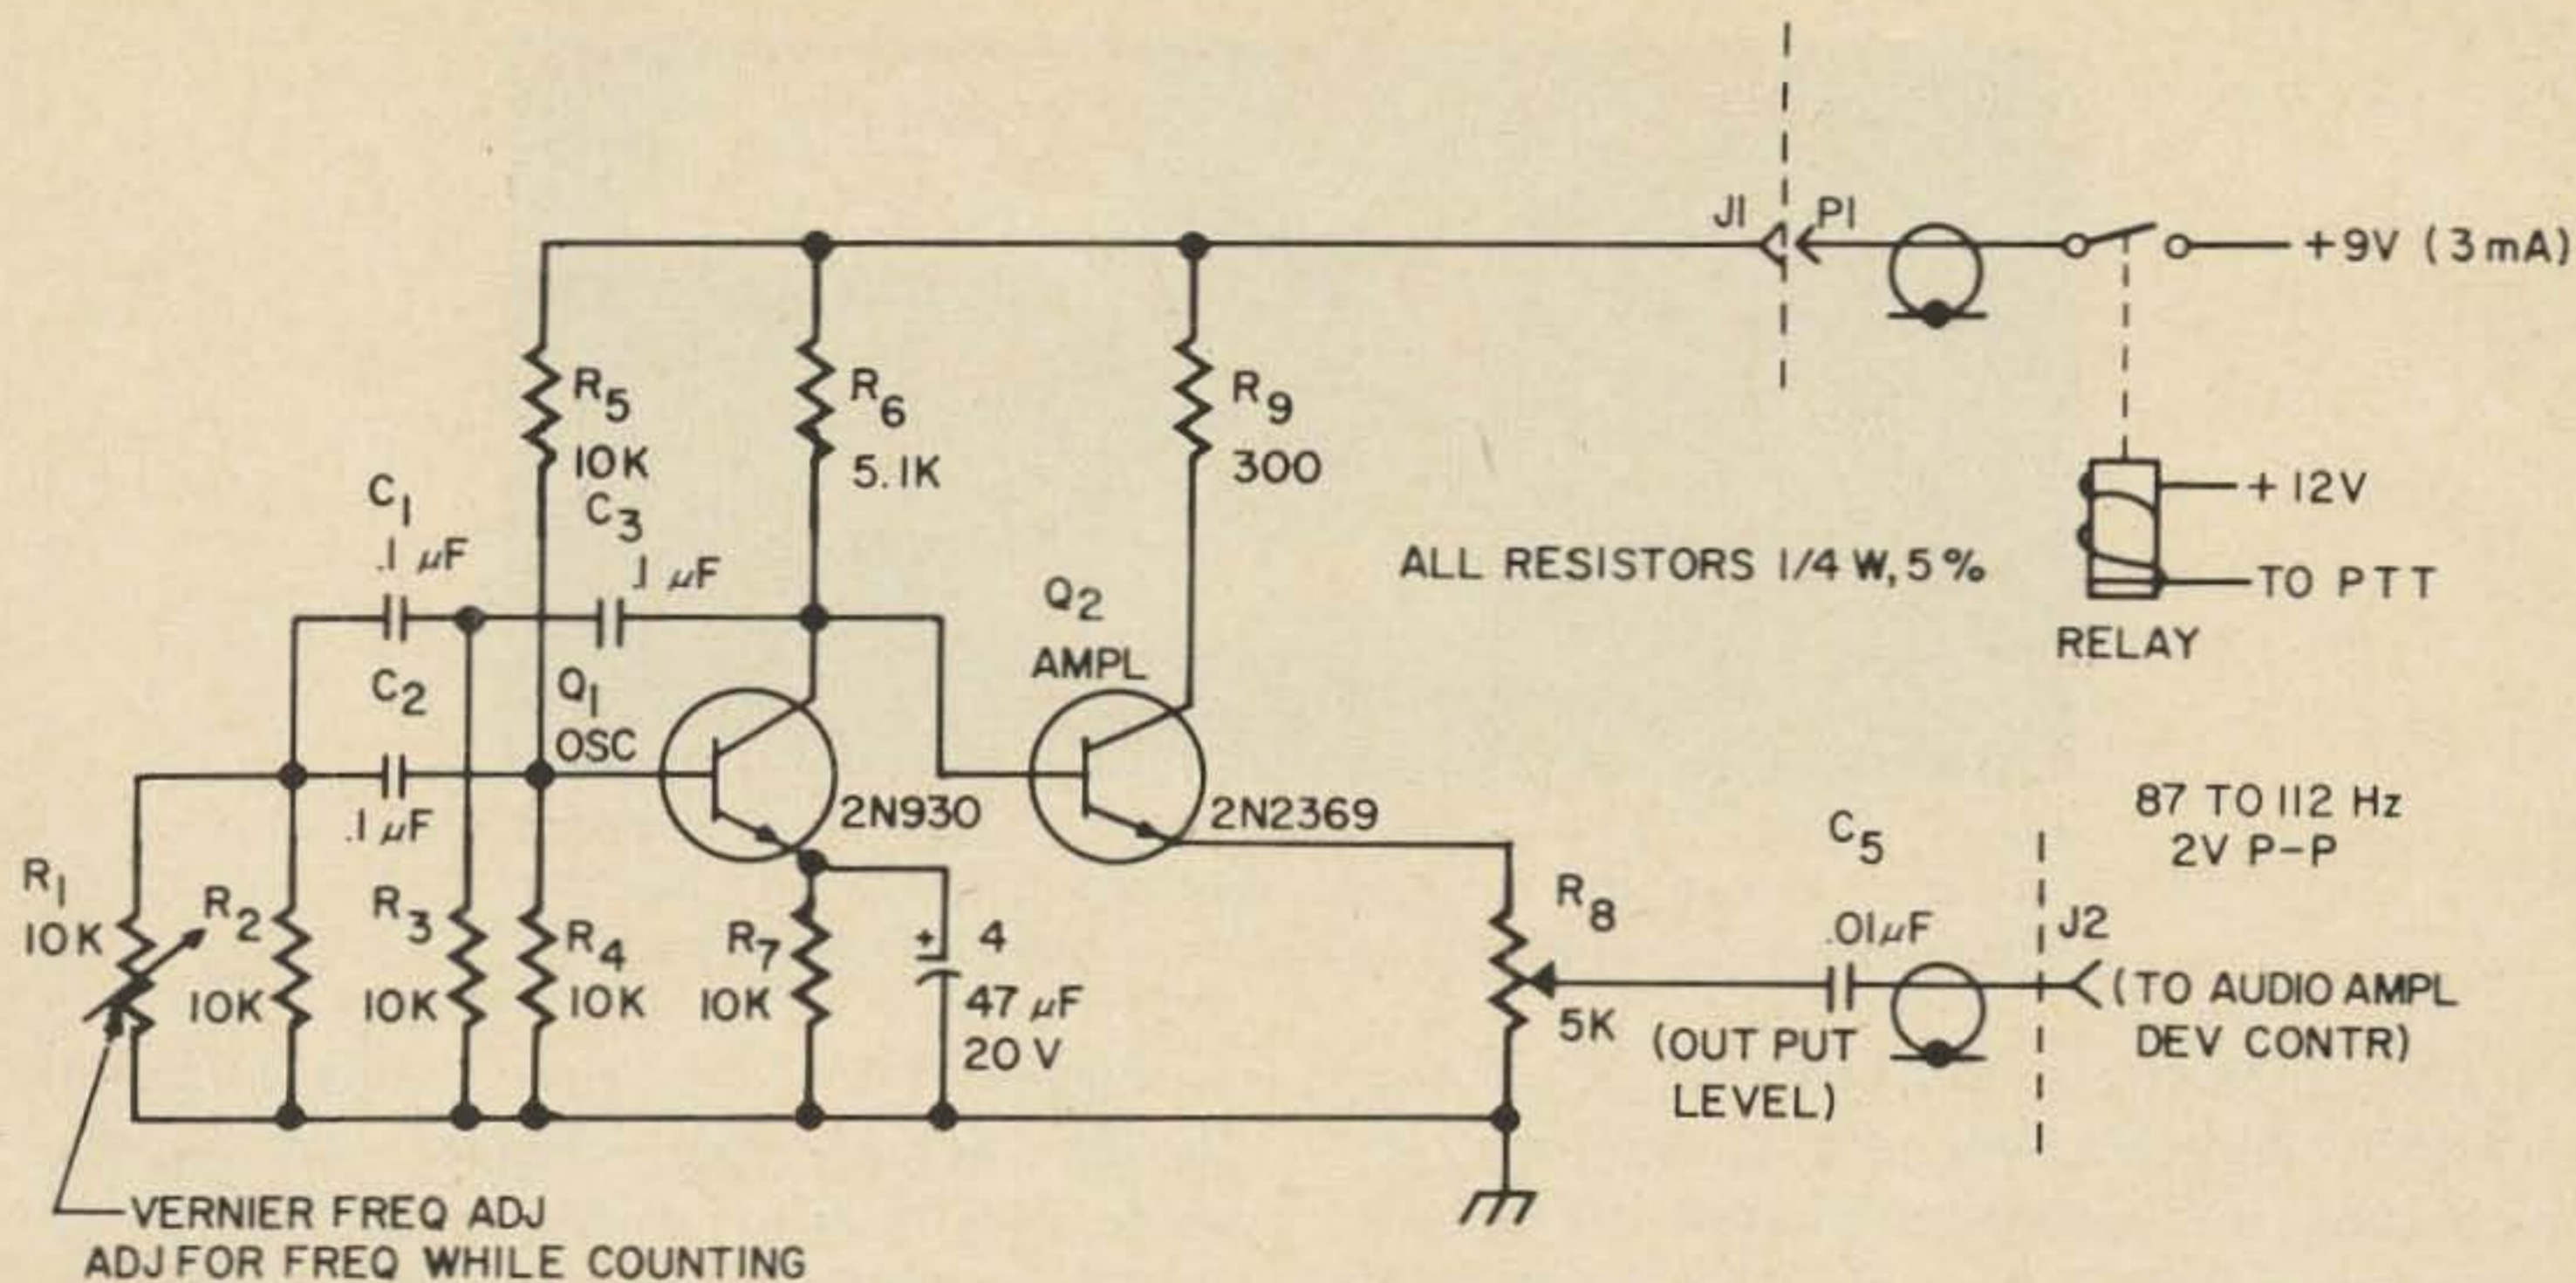 J1
P1
+9V (3 mA)
R5
10K
R6
5.1K
R9
300
C1
.1 µF
C3
.1 µF
+12V
TO PTT
RELAY
ALL RESISTORS 1/4 W, 5%
C2
.1 µF
Q1
OSC
2N930
Q2
AMPL
2N2369
87 TO 112 Hz
2V P-P
R1
10K
R2
10K
R3
10K
R4
10K
R7
10K
+
4
47 µF
20 V
R8
5K
(OUT PUT
LEVEL)
C5
.01µF
J2
(TO AUDIO AMPL
DEV CONTR)
VERNIER FREQ ADJ
ADJ FOR FREQ WHILE COUNTING